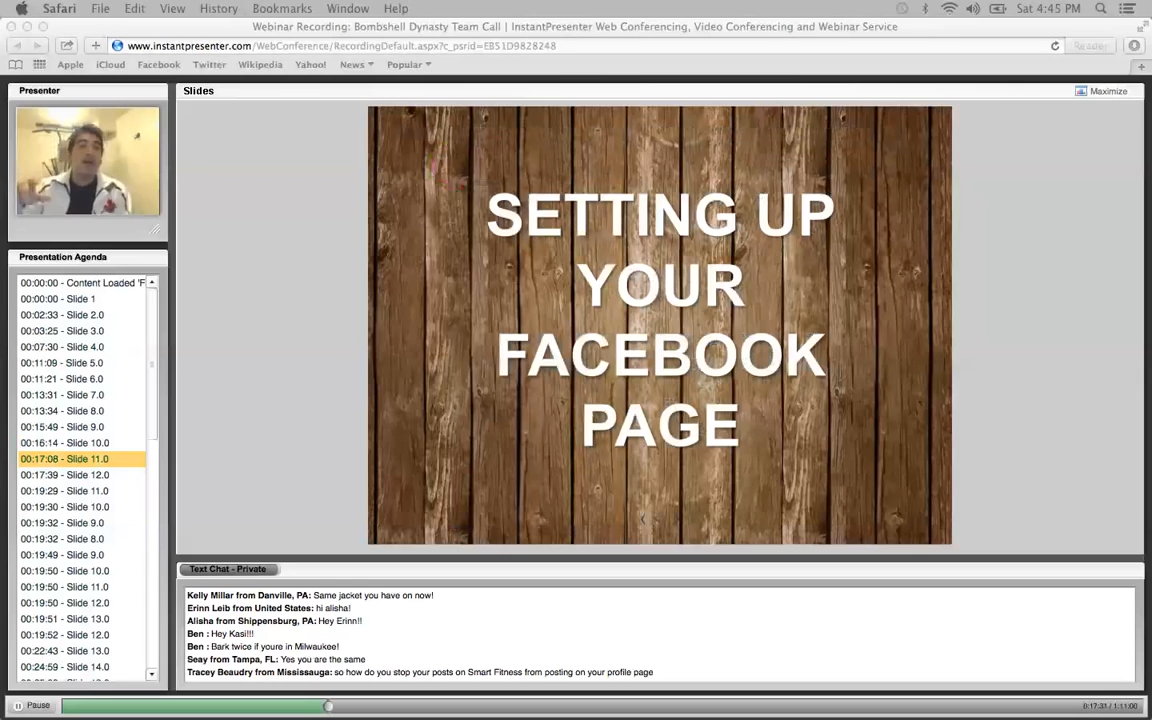 Safari File Edit View History Bookmarks Window Help Sat 4:45 PM
Webinar Recording: Bombshell Dynasty Team Call | InstantPresenter Web Conferencing, Video Conferencing and Webinar Service
www.instantpresenter.com/WebConference/RecordingDefault.aspx?c_psrid=EB51D9828248 Reader
Apple iCloud Facebook Twitter Wikipedia Yahoo! News Popular
Presenter
Slides
Maximize
SETTING UP
YOUR
FACEBOOK
PAGE
Presentation Agenda
00:00:00 - Content Loaded 'F
00:00:00 - Slide 1
00:02:33 - Slide 2.0
00:03:25 - Slide 3.0
00:07:30 - Slide 4.0
00:11:09 - Slide 5.0
00:11:21 - Slide 6.0
00:13:31 - Slide 7.0
00:13:34 - Slide 8.0
00:15:49 - Slide 9.0
00:16:14 - Slide 10.0
00:17:08 - Slide 11.0
00:17:39 - Slide 12.0
00:19:29 - Slide 11.0
00:19:30 - Slide 10.0
00:19:32 - Slide 9.0
00:19:32 - Slide 8.0
00:19:49 - Slide 9.0
00:19:50 - Slide 10.0
00:19:50 - Slide 11.0
00:19:50 - Slide 12.0
00:19:51 - Slide 13.0
00:19:52 - Slide 12.0
00:22:43 - Slide 13.0
00:24:59 - Slide 14.0
Text Chat - Private
Kelly Millar from Danville, PA: Same jacket you have on now!
Erinn Leib from United States: hi alisha!
Alisha from Shippensburg, PA: Hey Erinn!!
Ben : Hey Kasi!!!
Ben : Bark twice if youre in Milwaukee!
Seay from Tampa, FL: Yes you are the same
Tracey Beaudry from Mississauga: so how do you stop your posts on Smart Fitness from posting on your profile page
Pause
0:17:31 / 1:11:00